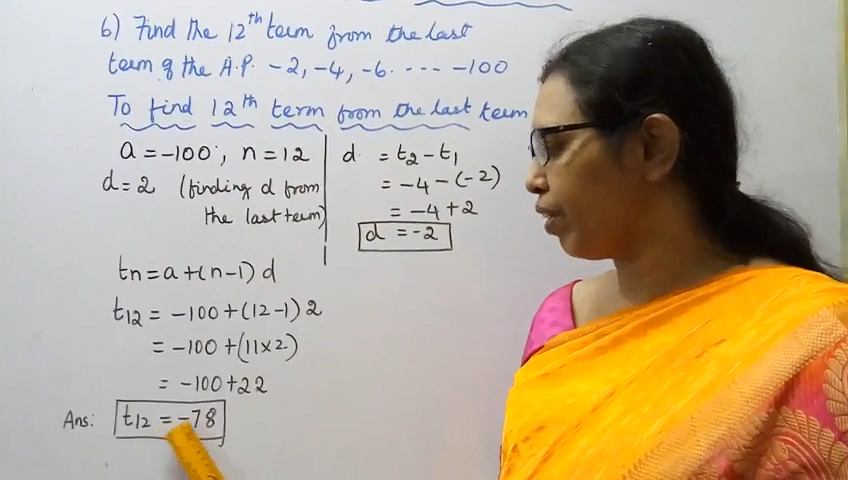 6) Find the 12th term from the last
term of the A.P. -2, -4, -6. ---- -100
To find 12th term from the last term
a = -100, n = 12
d = 2 (finding d from
the last term)
d = t2 - t1
= -4 - (-2)
= -4 + 2
d = -2
tn = a + (n-1) d
t12 = -100 + (12-1) 2
= -100 + (11×2)
= -100 + 22
Ans: t12 = -78